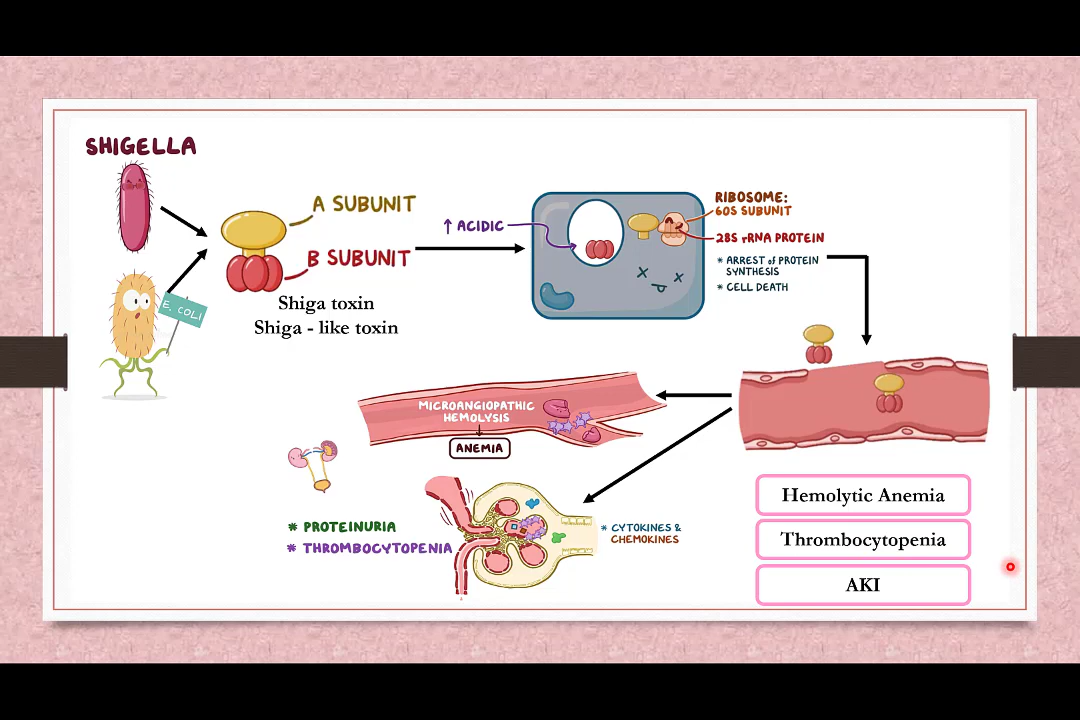 SHIGELLA
A SUBUNIT
B SUBUNIT
E. COLI
Shiga toxin
Shiga - like toxin
↑ ACIDIC
RIBOSOME:
60S SUBUNIT
28S rRNA PROTEIN
* ARREST OF PROTEIN
SYNTHESIS
* CELL DEATH
MICROANGIOPATHIC
HEMOLYSIS
ANEMIA
* PROTEINURIA
* THROMBOCYTOPENIA
* CYTOKINES &
CHEMOKINES
Hemolytic Anemia
Thrombocytopenia
AKI